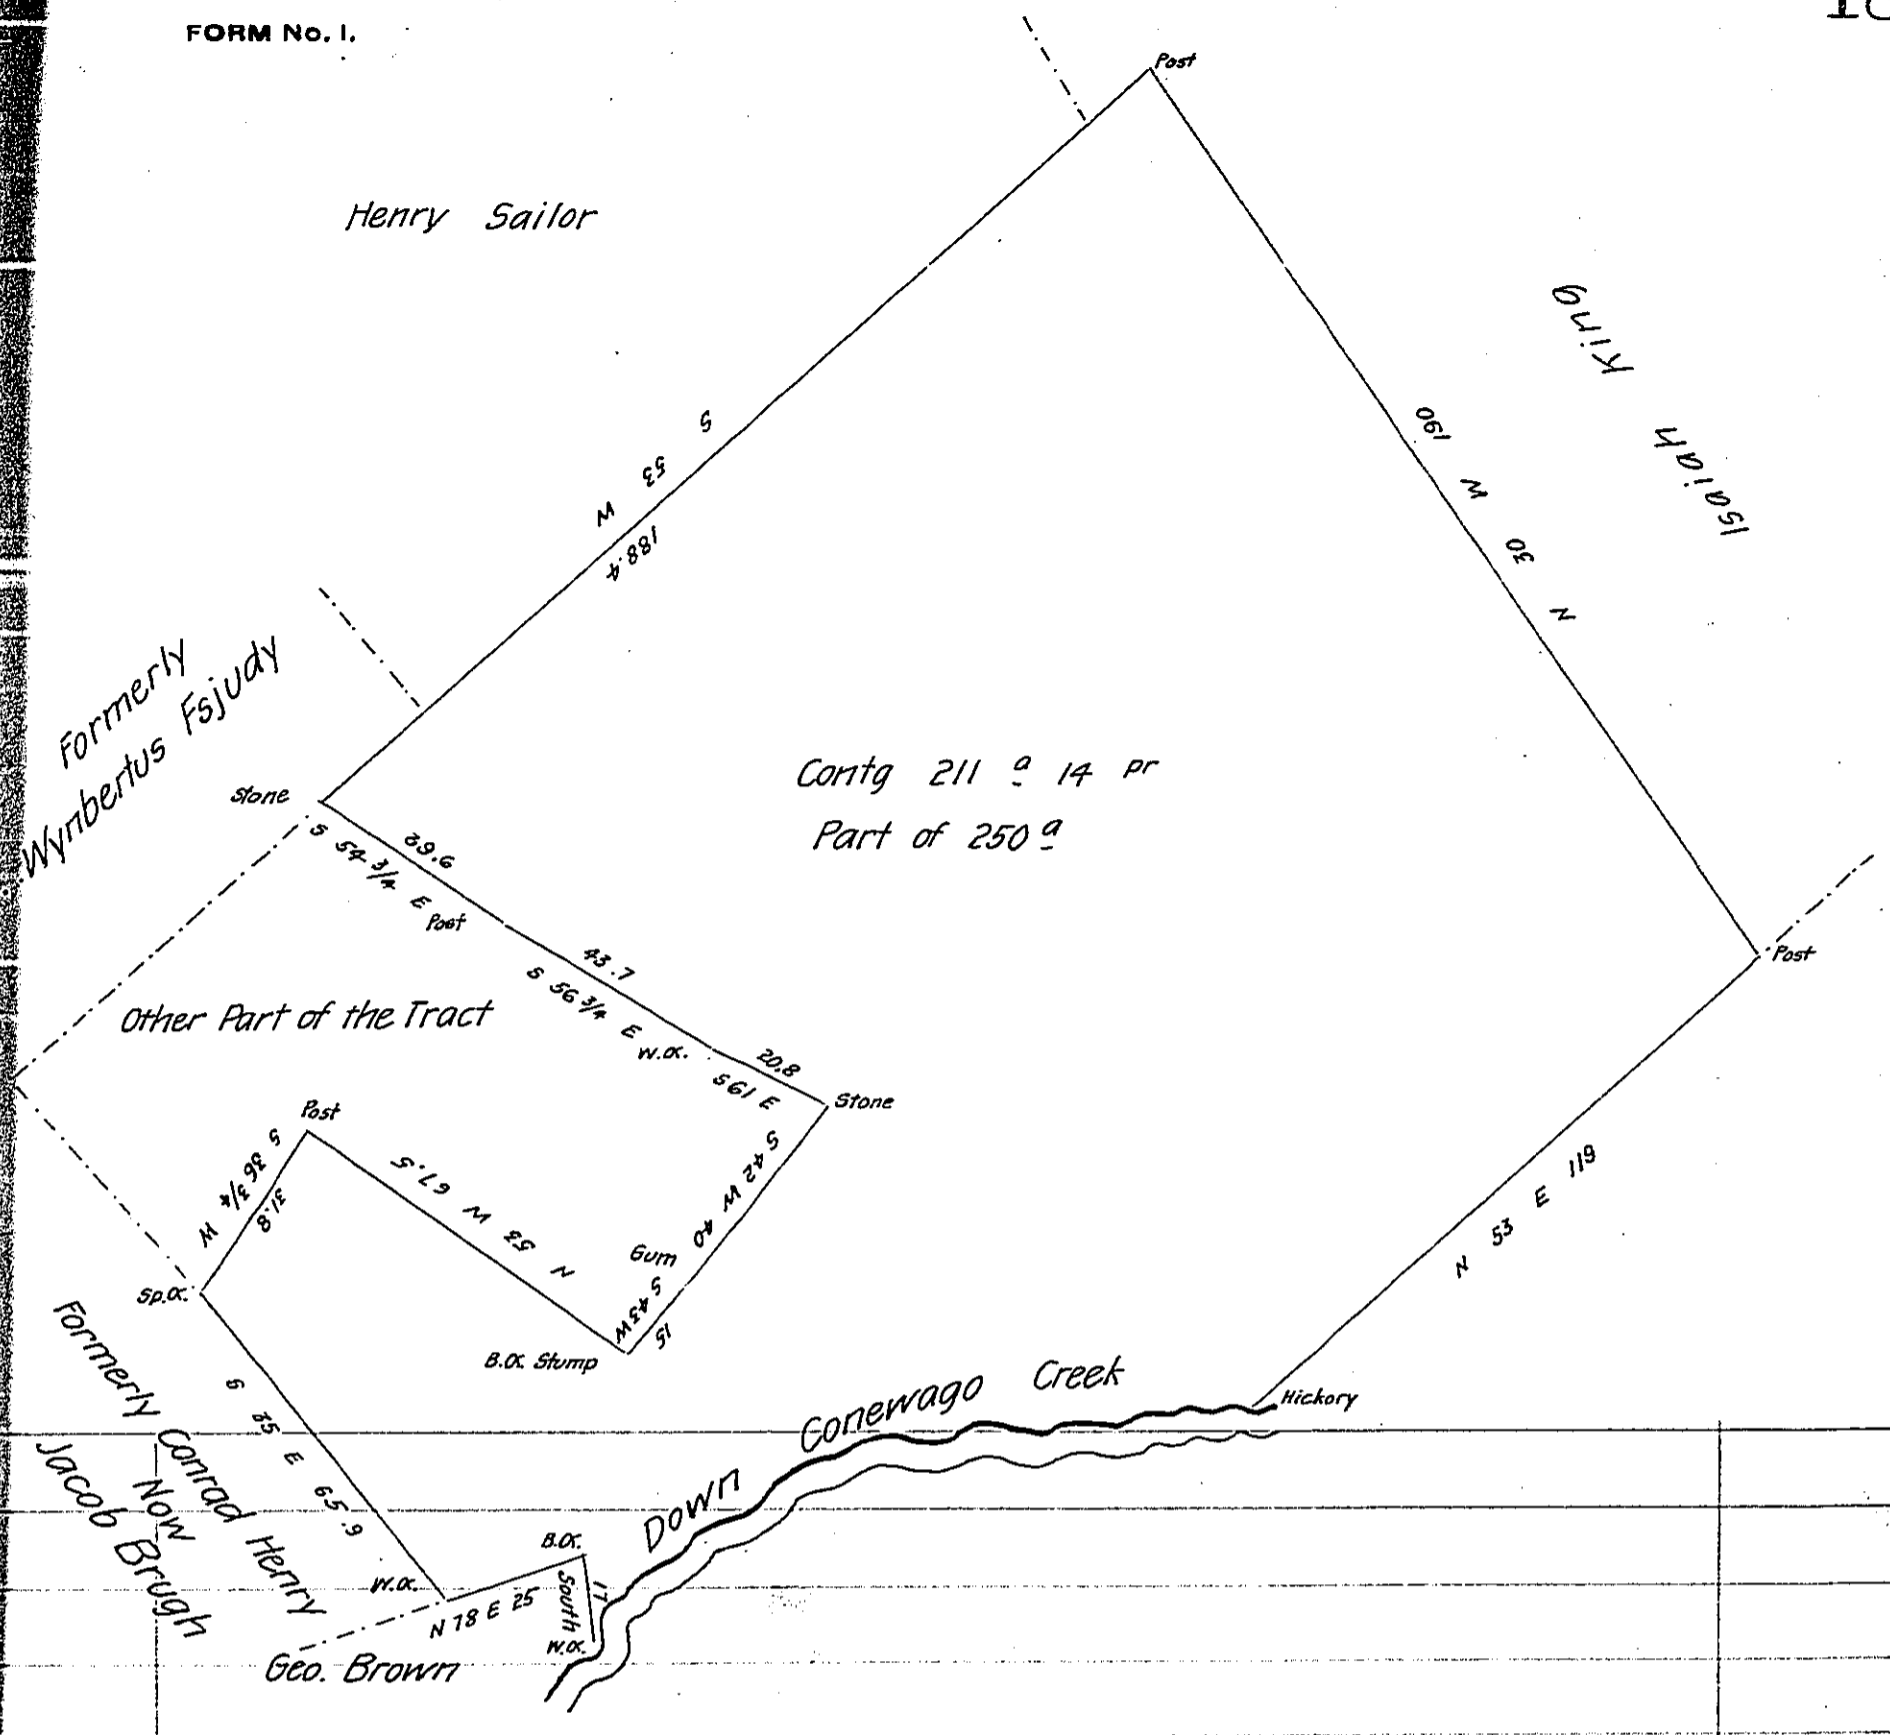 FORM No. 1.
Post
Henry Sailor
Isaiah King
S 53 W
188.4
N 30 W 190
Formerly
Wynbertus Fsjudy
Contg 211 a 14 pr
Part of 250 a
Stone
39.6
S 54 3/4 E
Post
43.7
S 56 3/4 E
W.O.
20.8
S 61 E
Stone
Post
Other Part of the Tract
Post
S 36 3/4 W
31.8
N 53 W 67.5
S 42 W 40
Gum
S 43 W
15
N 53 E 119
Sp.O.
B.O. Stump
Conewago Creek
Hickory
Down
S 35 E 65.9
Formerly Conrad Henry
Now
Jacob Brugh
B.O.
W.O.
N 78 E 25
South
17
W.O.
Geo. Brown